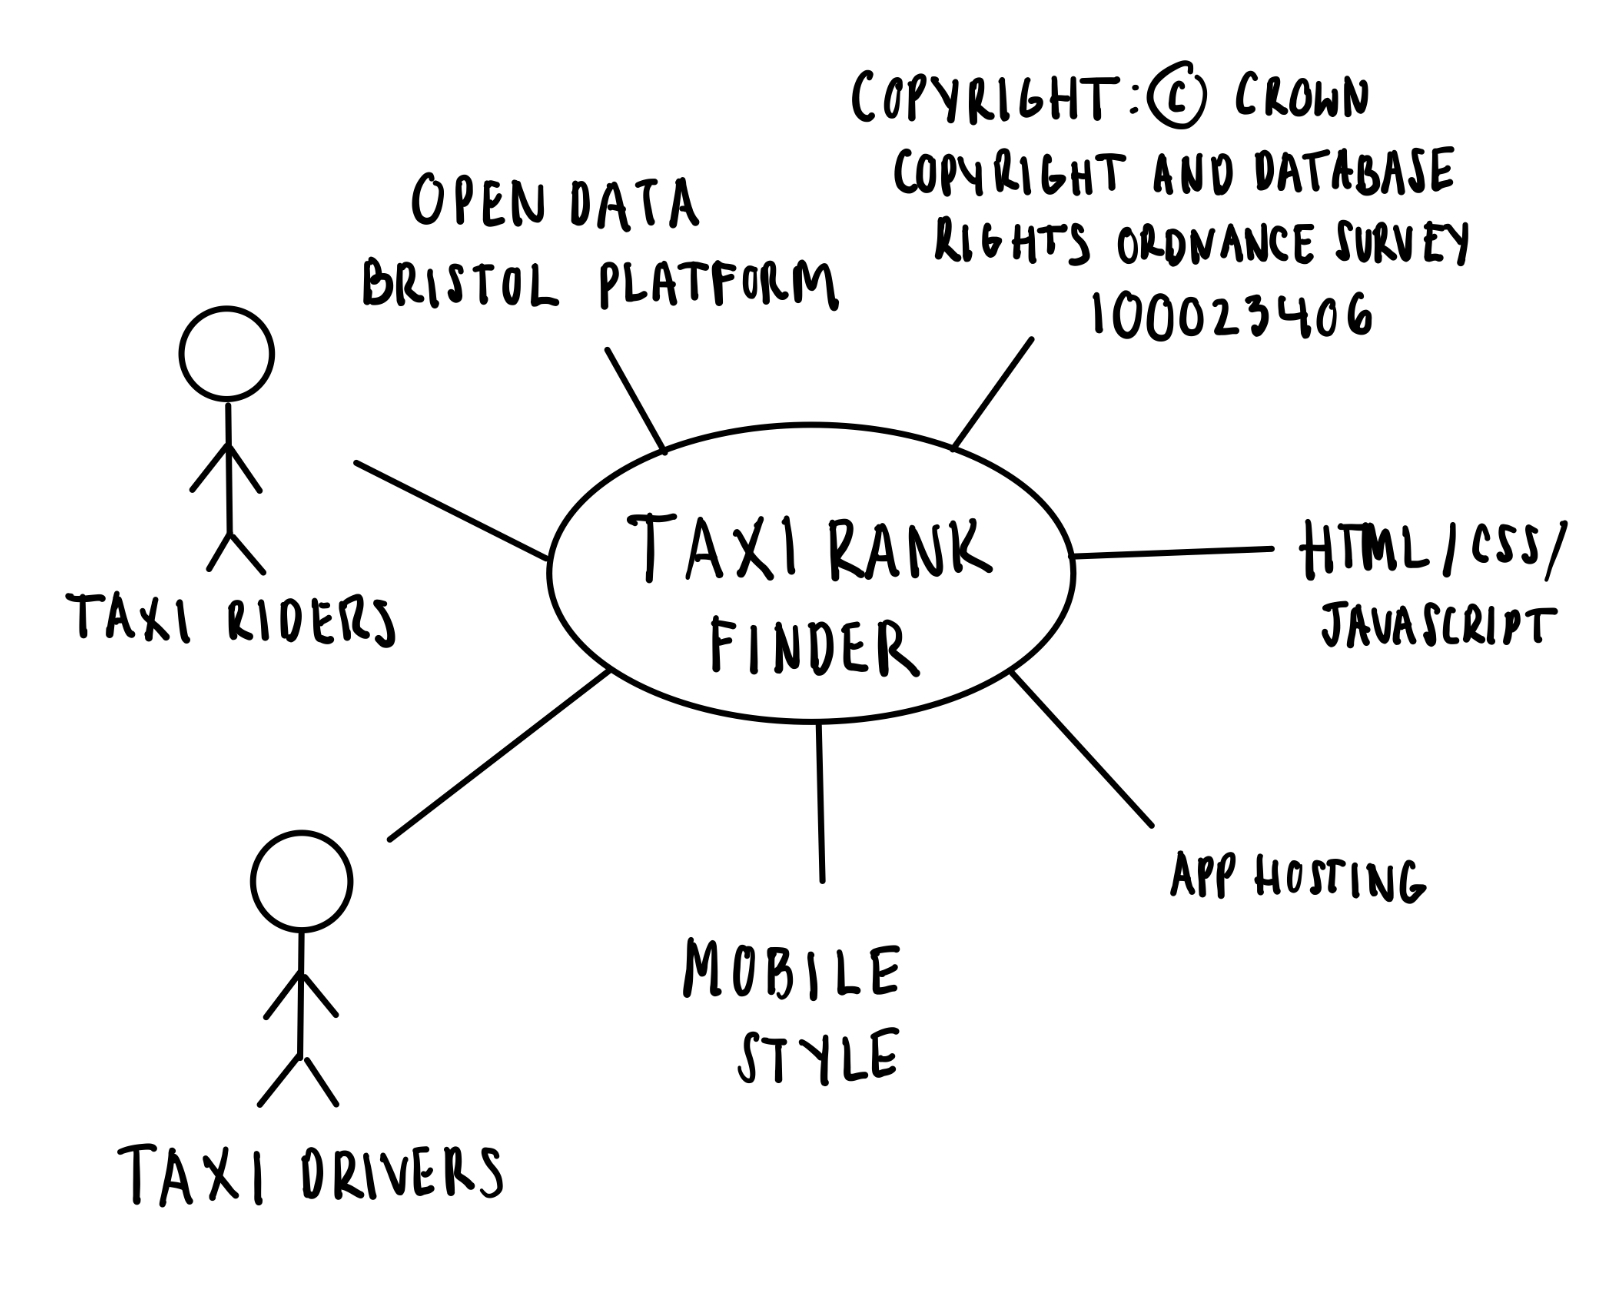 COPYRIGHT: © CROWN
COPYRIGHT AND DATABASE
RIGHTS ORDNANCE SURVEY
100023406
OPEN DATA
BRISTOL PLATFORM
TAXI RIDERS
TAXI RANK
FINDER
HTML/CSS/
JAVASCRIPT
APP HOSTING
MOBILE
STYLE
TAXI DRIVERS